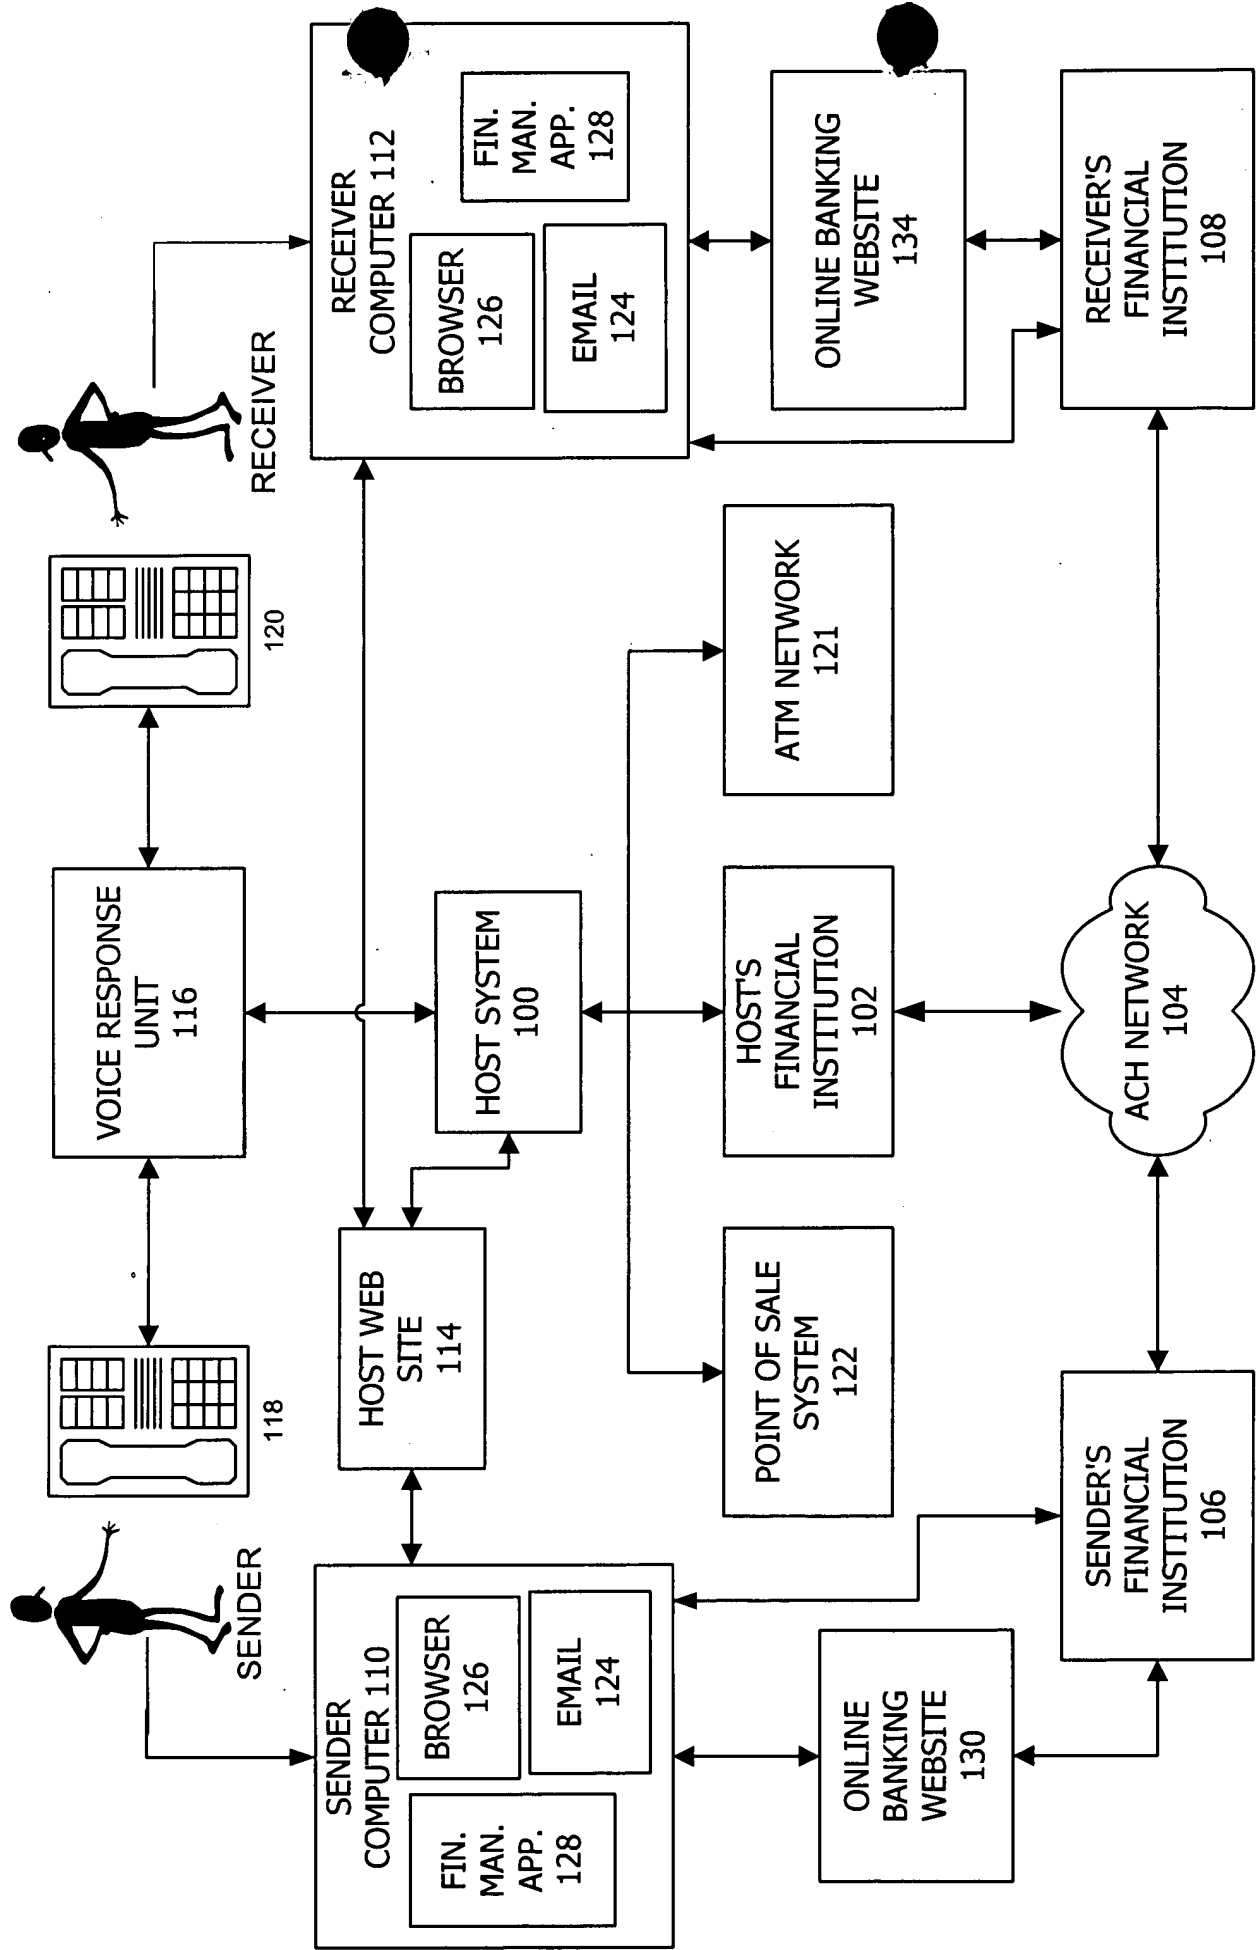 SENDER
118
VOICE RESPONSE
UNIT
116
120
RECEIVER
SENDER
COMPUTER 110
FIN.
MAN.
APP.
128
BROWSER
126
EMAIL
124
HOST WEB
SITE
114
HOST SYSTEM
100
RECEIVER
COMPUTER 112
BROWSER
126
EMAIL
124
FIN.
MAN.
APP.
128
POINT OF SALE
SYSTEM
122
HOST'S
FINANCIAL
INSTITUTION
102
ATM NETWORK
121
ONLINE
BANKING
WEBSITE
130
ONLINE BANKING
WEBSITE
134
SENDER'S
FINANCIAL
INSTITUTION
106
ACH NETWORK
104
RECEIVER'S
FINANCIAL
INSTITUTION
108